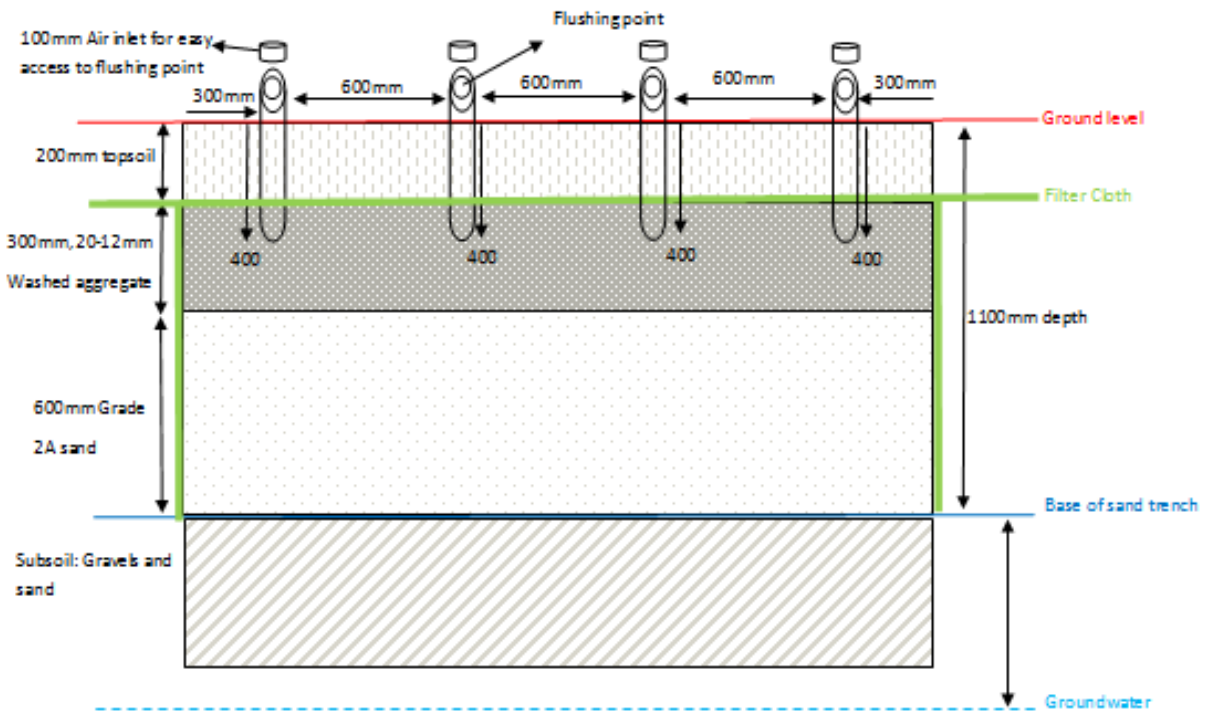 Flushing point
100mm Air inlet for easy
access to flushing point
600mm
600mm
600mm
300mm
300mm
Ground level
200mm topsoil
Filter Cloth
300mm, 20-12mm
Washed aggregate
400
400
400
400
1100mm depth
600mm Grade
2A sand
Base of sand trench
Subsoil: Gravels and
sand
Groundwater